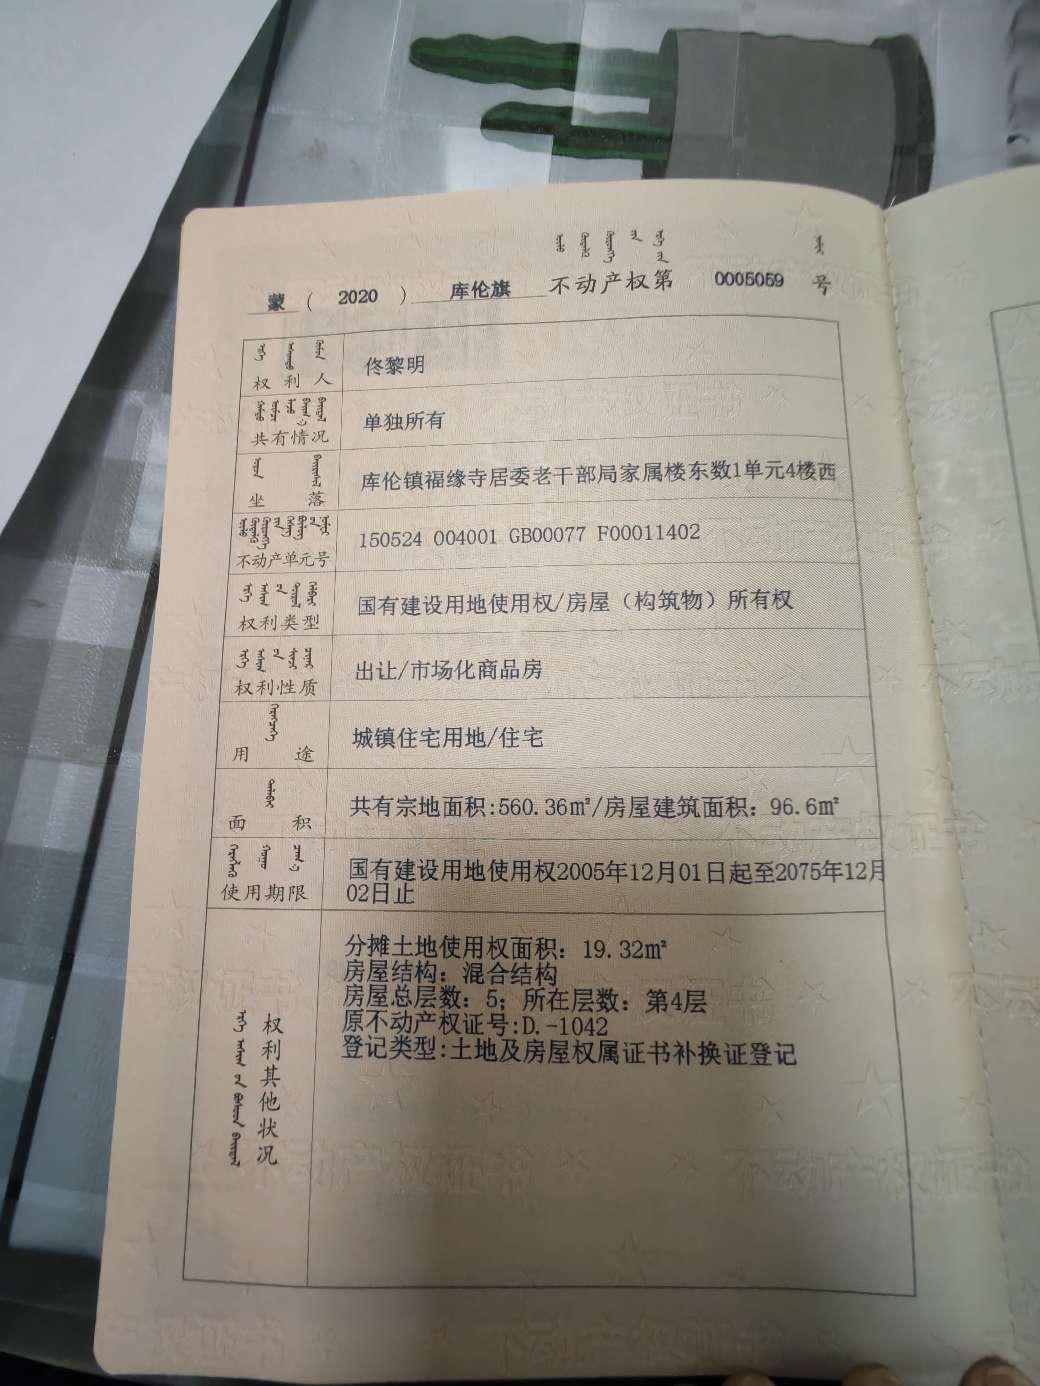 蒙（2020）库伦旗不动产权第 0005059 号
权利人 佟黎明
共有情况 单独所有
坐落 库伦镇福缘寺居委老干部局家属楼东数1单元4楼西
不动产单元号 150524 004001 GB00077 F00011402
权利类型 国有建设用地使用权/房屋（构筑物）所有权
权利性质 出让/市场化商品房
用途 城镇住宅用地/住宅
面积 共有宗地面积:560.36㎡/房屋建筑面积：96.6㎡
使用期限 国有建设用地使用权2005年12月01日起至2075年12月
02日止
权利其他状况
分摊土地使用权面积：19.32㎡
房屋结构：混合结构
房屋总层数：5；所在层数：第4层
原不动产权证号:D.-1042
登记类型:土地及房屋权属证书补换证登记